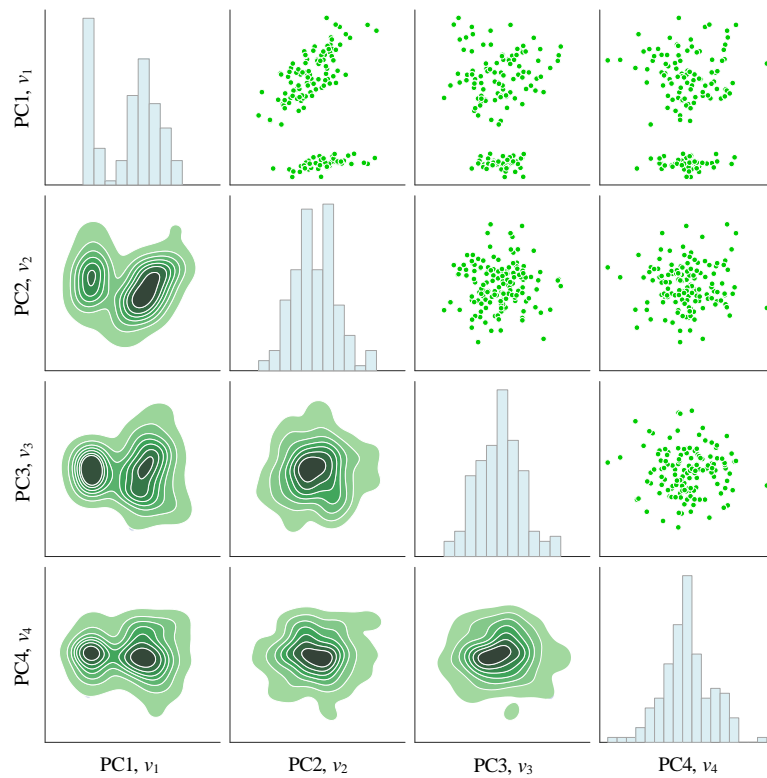 PC1, v₁
PC2, v₂
PC3, v₃
PC4, v₄
PC1, v₁
PC2, v₂
PC3, v₃
PC4, v₄